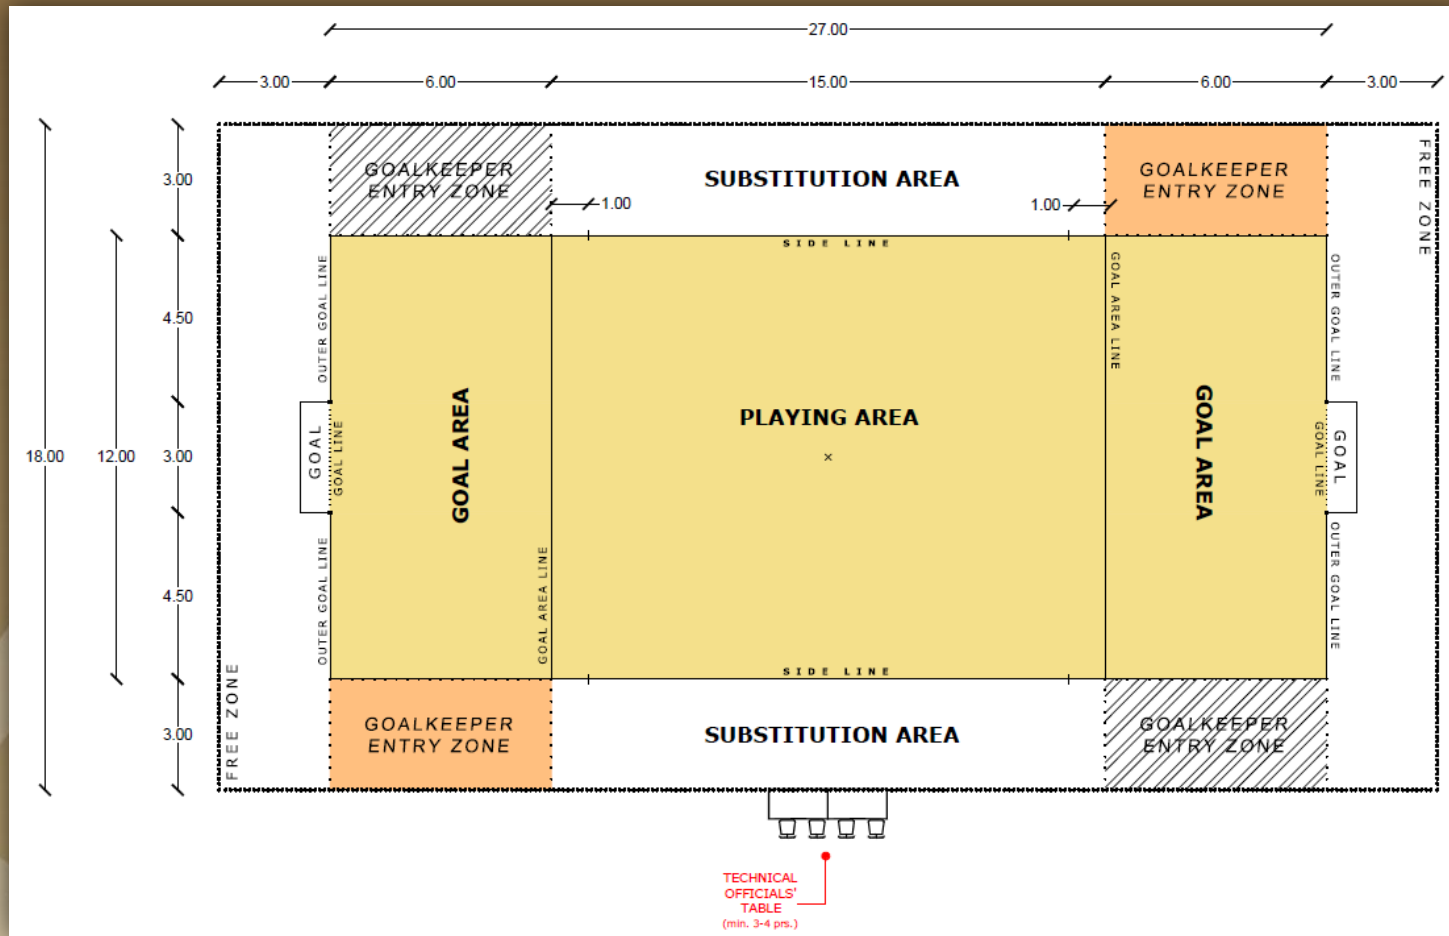 27.00
3.00
6.00
15.00
6.00
3.00
GOALKEEPER
ENTRY ZONE
SUBSTITUTION AREA
GOALKEEPER
ENTRY ZONE
FREE ZONE
3.00
1.00
1.00
SIDE LINE
OUTER GOAL LINE
GOAL AREA LINE
OUTER GOAL LINE
4.50
GOAL AREA
PLAYING AREA
GOAL AREA
18.00
12.00
3.00
GOAL
GOAL LINE
×
GOAL LINE
GOAL
OUTER GOAL LINE
GOAL AREA LINE
OUTER GOAL LINE
4.50
SIDE LINE
FREE ZONE
3.00
GOALKEEPER
ENTRY ZONE
SUBSTITUTION AREA
GOALKEEPER
ENTRY ZONE
TECHNICAL
OFFICIALS'
TABLE
(min. 3-4 prs.)